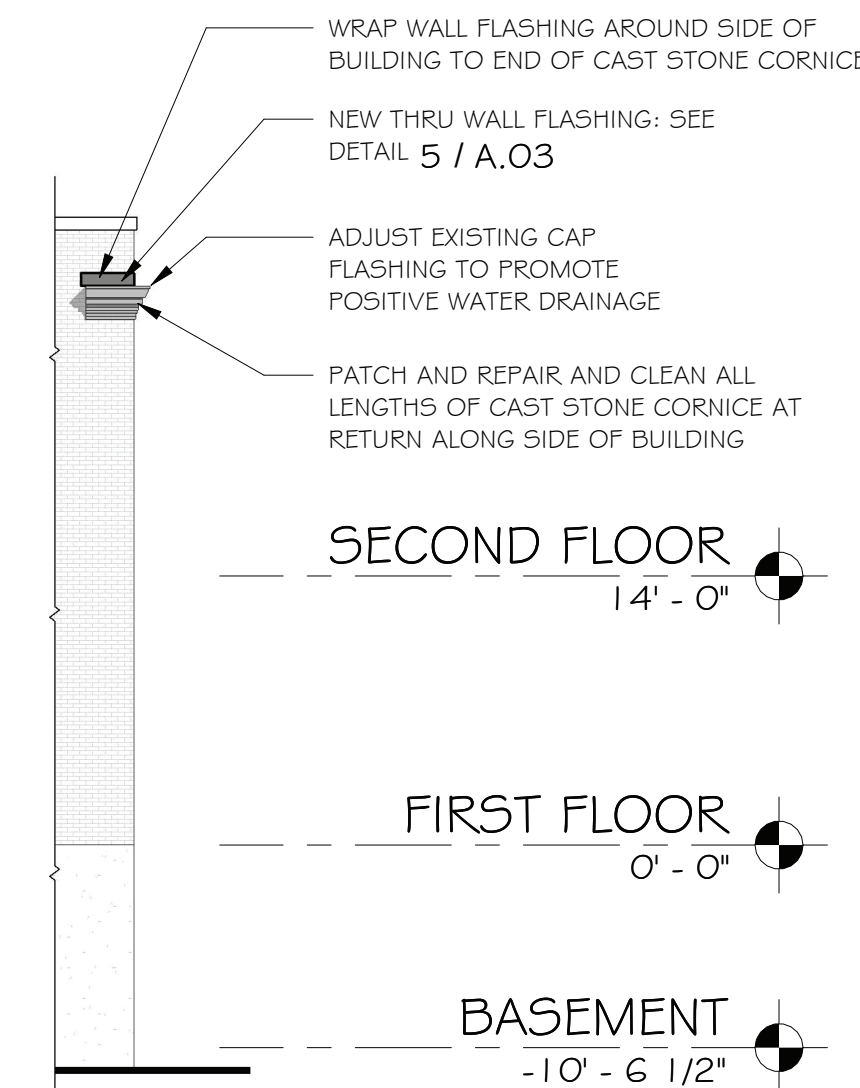 WRAP WALL FLASHING AROUND SIDE OF
BUILDING TO END OF CAST STONE CORNICE
NEW THRU WALL FLASHING: SEE
DETAIL 5 / A.03
ADJUST EXISTING CAP
FLASHING TO PROMOTE
POSITIVE WATER DRAINAGE
PATCH AND REPAIR AND CLEAN ALL
LENGTHS OF CAST STONE CORNICE AT
RETURN ALONG SIDE OF BUILDING
SECOND FLOOR
14' - 0"
FIRST FLOOR
0' - 0"
BASEMENT
-10' - 6 1/2"